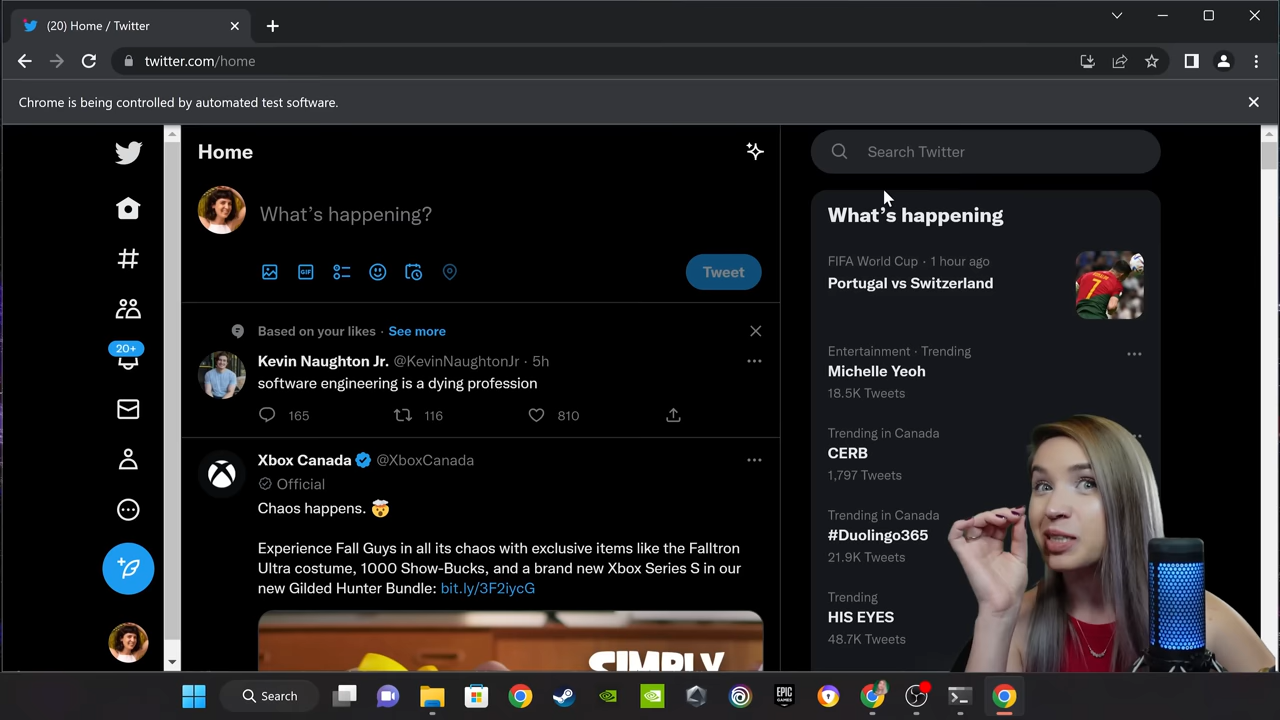 (20) Home / Twitter
twitter.com/home
Chrome is being controlled by automated test software.
Home
What's happening?
GIF
Tweet
Based on your likes · See more
Kevin Naughton Jr. @KevinNaughtonJr · 5h
software engineering is a dying profession
165 116 810
Xbox Canada @XboxCanada
Official
Chaos happens. 🤯
Experience Fall Guys in all its chaos with exclusive items like the Falltron
Ultra costume, 1000 Show-Bucks, and a brand new Xbox Series S in our
new Gilded Hunter Bundle: bit.ly/3F2iycG
SIMPLY
20+
Search Twitter
What's happening
FIFA World Cup · 1 hour ago
Portugal vs Switzerland
7
Entertainment · Trending
Michelle Yeoh
18.5K Tweets
Trending in Canada
CERB
1,797 Tweets
Trending in Canada
#Duolingo365
21.9K Tweets
Trending
HIS EYES
48.7K Tweets
Search
EPIC
GAMES